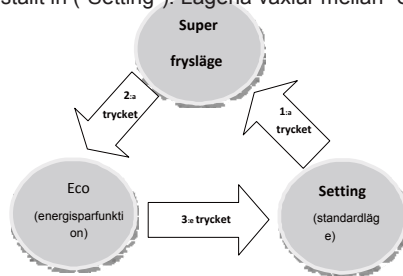 ställt in ("Setting"). Lägena växlar mellan
Super
frysläge
2:a
trycket
1:a
trycket
Eco
(energisparfunkti
on)
3:e trycket
Setting
(standardläg
e)